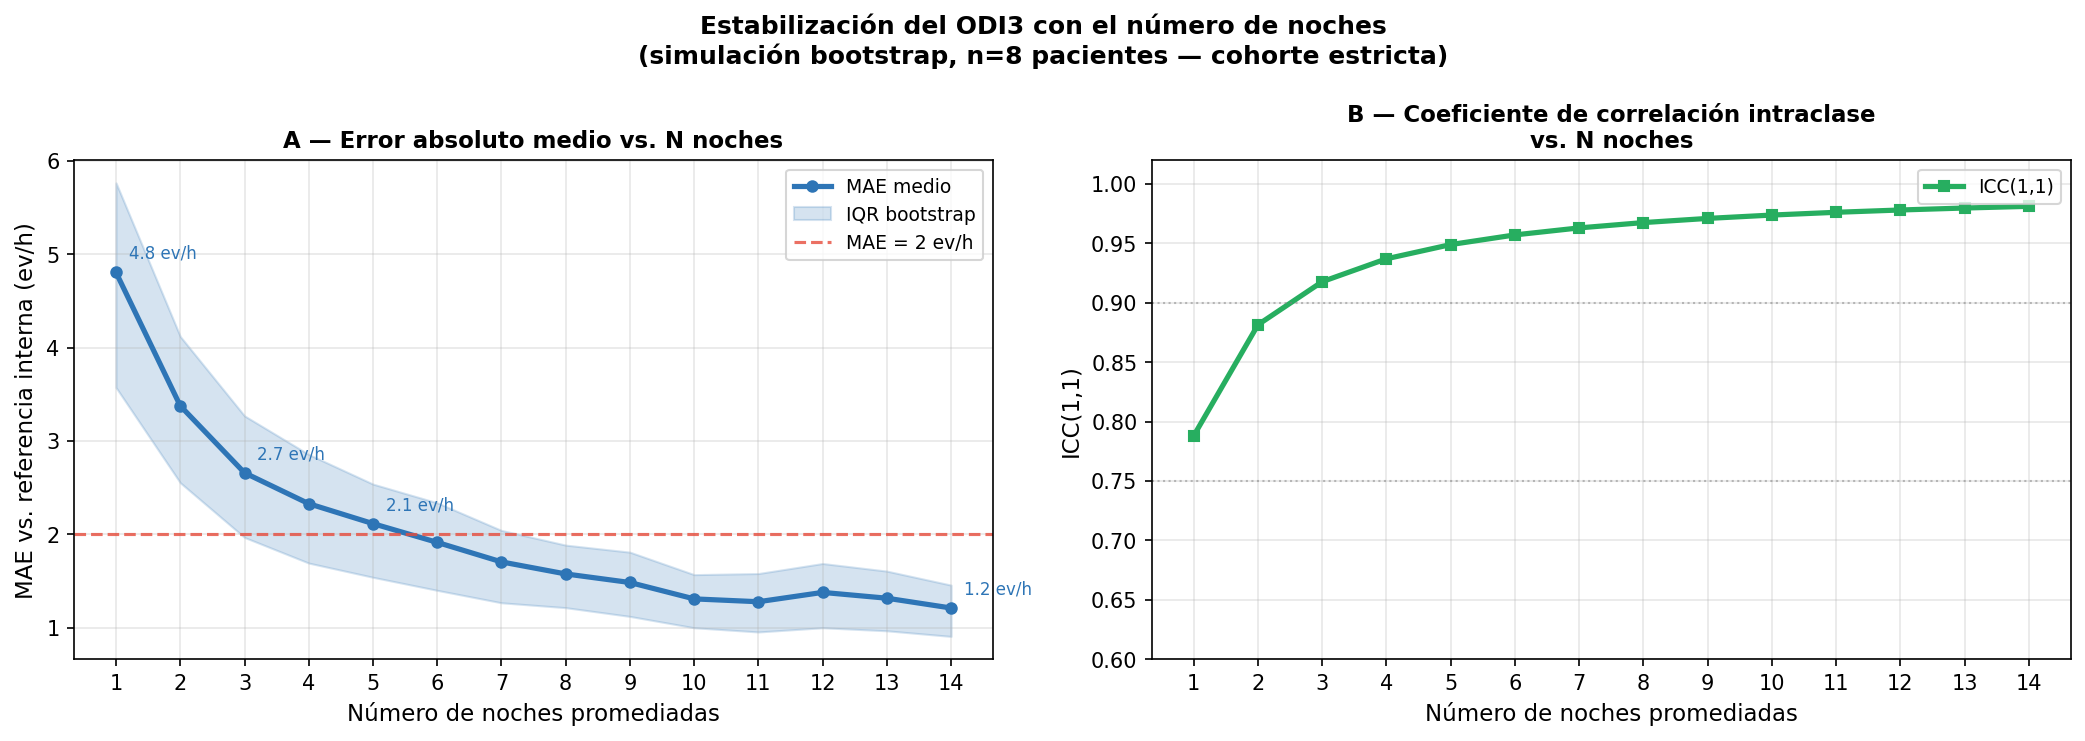 Estabilización del ODI3 con el número de noches
(simulación bootstrap, n=8 pacientes — cohorte estricta)
A — Error absoluto medio vs. N noches
MAE vs. referencia interna (ev/h)
6
5
4
3
2
1
4.8 ev/h
2.7 ev/h
2.1 ev/h
1.2 ev/h
MAE medio
IQR bootstrap
MAE = 2 ev/h
1 2 3 4 5 6 7 8 9 10 11 12 13 14
Número de noches promediadas
B — Coeficiente de correlación intraclase
vs. N noches
ICC(1,1)
1.00
0.95
0.90
0.85
0.80
0.75
0.70
0.65
0.60
ICC(1,1)
1 2 3 4 5 6 7 8 9 10 11 12 13 14
Número de noches promediadas